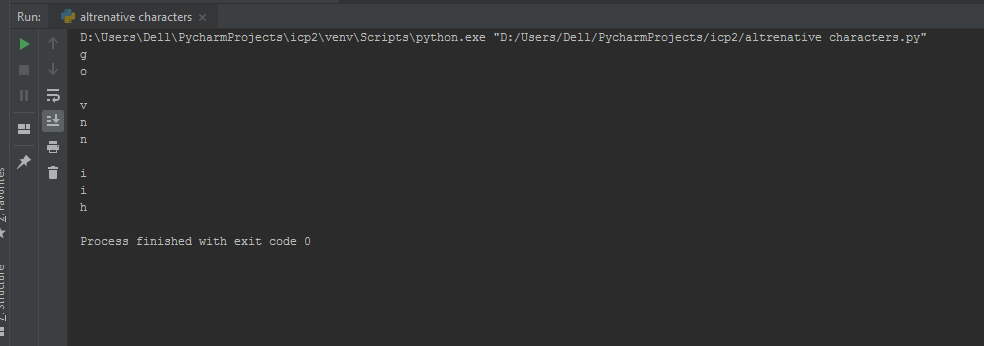 Run:
altrenative characters
D:\Users\Dell\PycharmProjects\icp2\venv\Scripts\python.exe "D:/Users/Dell/PycharmProjects/icp2/altrenative characters.py"
g
o
v
n
n
i
i
h
Process finished with exit code 0
2: Favorites
Z: Structure